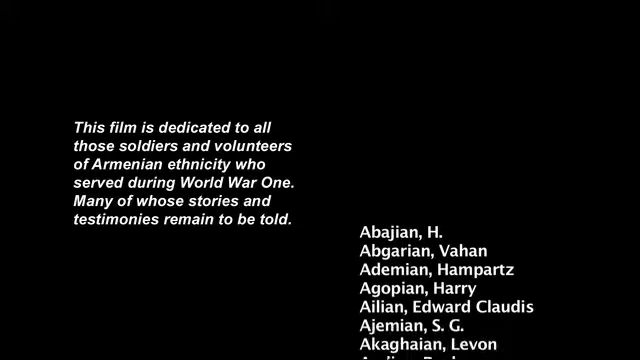 This film is dedicated to all
those soldiers and volunteers
of Armenian ethnicity who
served during World War One.
Many of whose stories and
testimonies remain to be told.
Abajian, H.
Abgarian, Vahan
Ademian, Hampartz
Agopian, Harry
Ailian, Edward Claudis
Ajemian, S. G.
Akaghaian, Levon